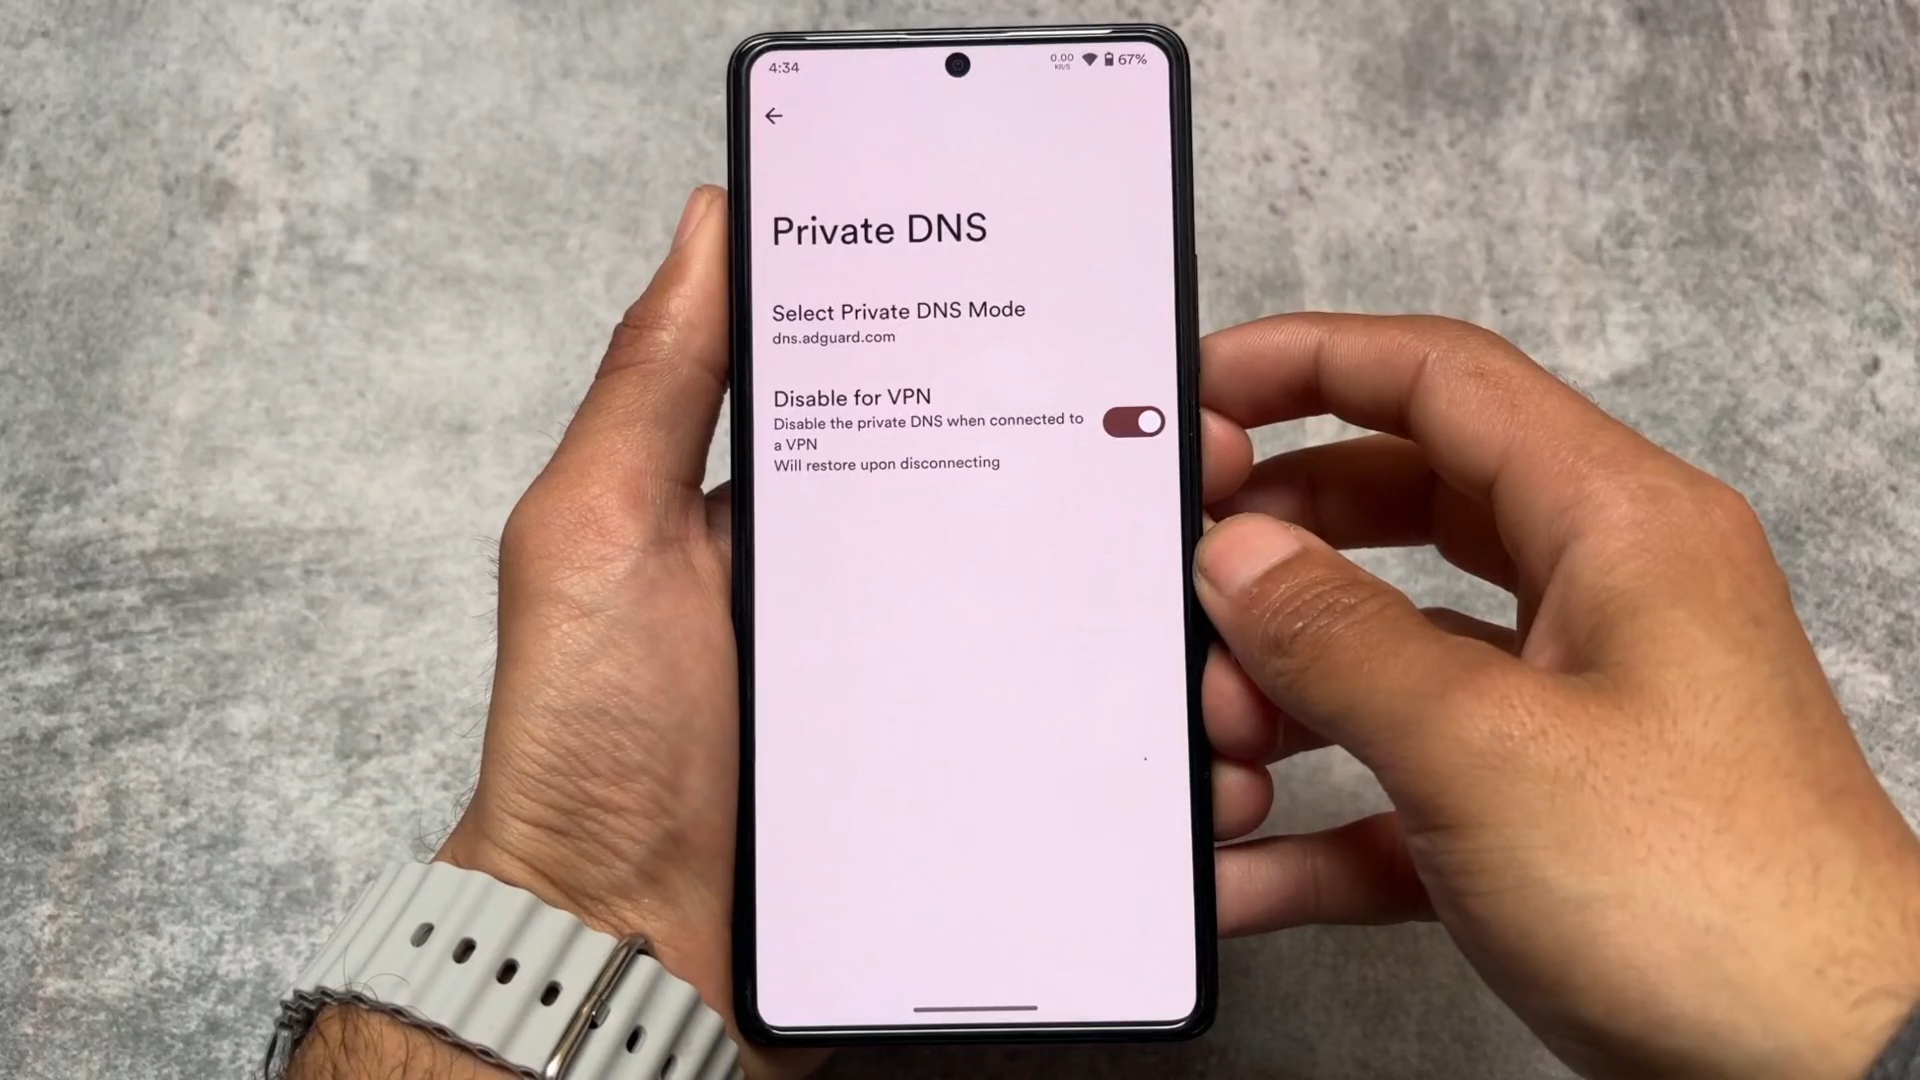 4:34
0.00
KB/S
67%
Private DNS
Select Private DNS Mode
dns.adguard.com
Disable for VPN
Disable the private DNS when connected to
a VPN
Will restore upon disconnecting